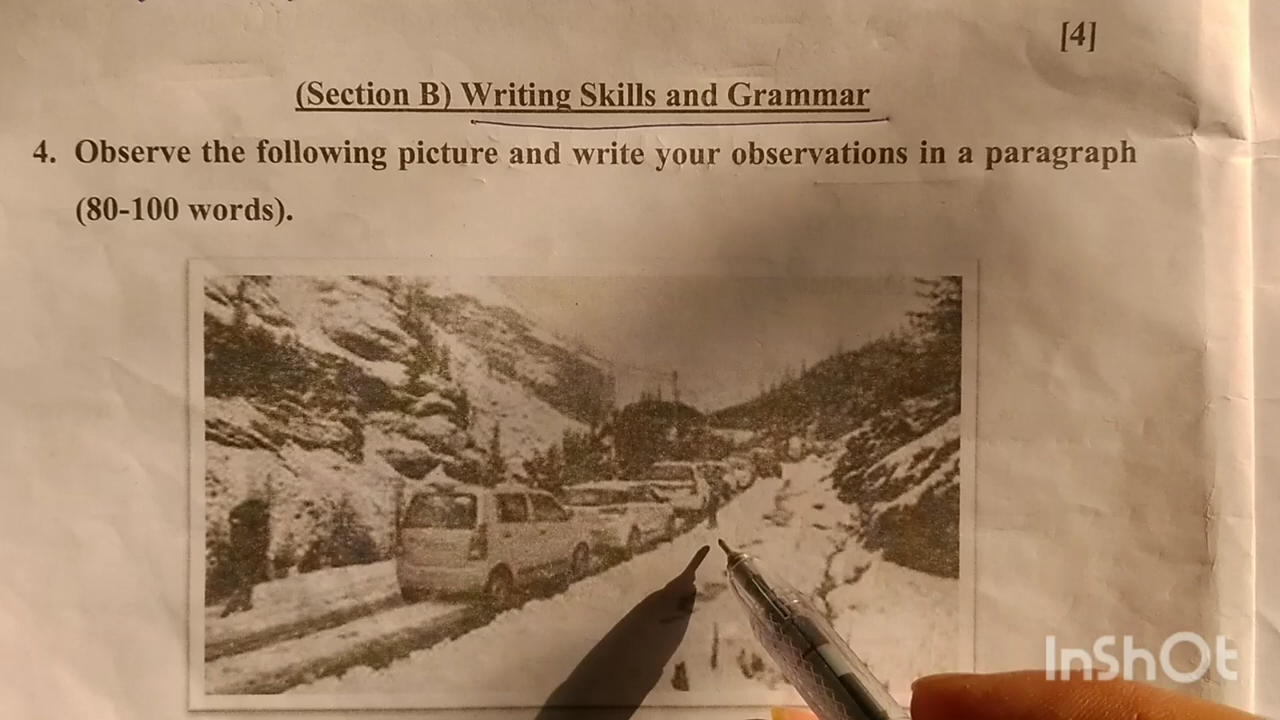 [4]
(Section B) Writing Skills and Grammar
4. Observe the following picture and write your observations in a paragraph
(80-100 words).
InShOt